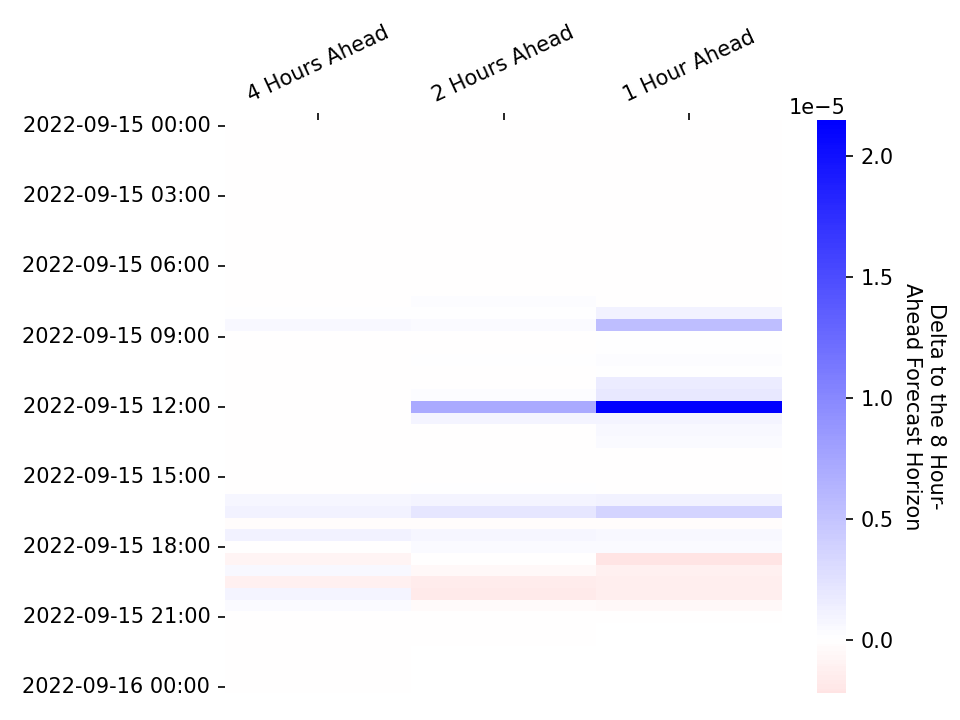 4 Hours Ahead
2 Hours Ahead
1 Hour Ahead
1e−5
2022-09-15 00:00
2022-09-15 03:00
2022-09-15 06:00
2022-09-15 09:00
2022-09-15 12:00
2022-09-15 15:00
2022-09-15 18:00
2022-09-15 21:00
2022-09-16 00:00
2.0
1.5
1.0
0.5
0.0
Delta to the 8 Hour-
Ahead Forecast Horizon